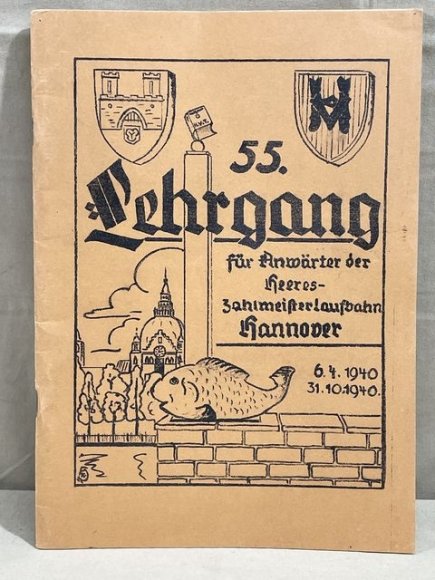 55.
Lehrgang
für Anwärter der
Heeres-
Zahlmeisterlaufbahn
Hannover
6.4.1940
31.10.1940.